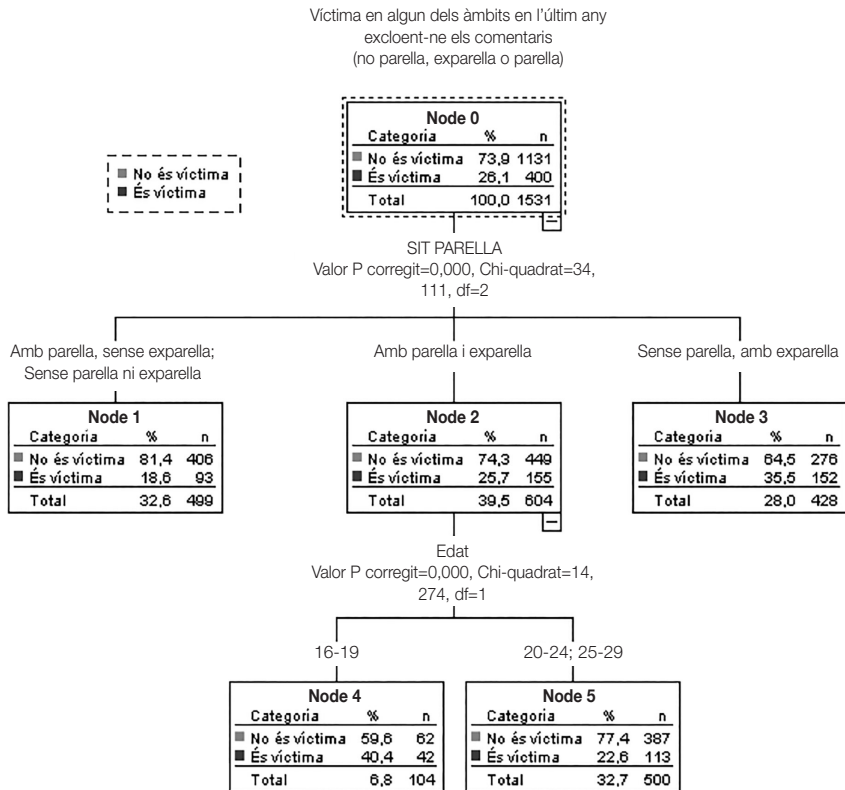 Víctima en algun dels àmbits en l'últim any
excloent-ne els comentaris
(no parella, exparella o parella)
Node 0
Categoria % n
No és víctima 73,9 1131
És víctima 26,1 400
Total 100,0 1531
No és víctima
És víctima
SIT PARELLA
Valor P corregit=0,000, Chi-quadrat=34,
111, df=2
Amb parella, sense exparella;
Sense parella ni exparella
Amb parella i exparella
Sense parella, amb exparella
Node 1
Categoria % n
No és víctima 81,4 406
És víctima 18,6 93
Total 32,6 499
Node 2
Categoria % n
No és víctima 74,3 449
És víctima 25,7 155
Total 39,5 604
Node 3
Categoria % n
No és víctima 64,5 276
És víctima 35,5 152
Total 28,0 428
Edat
Valor P corregit=0,000, Chi-quadrat=14,
274, df=1
16-19
20-24; 25-29
Node 4
Categoria % n
No és víctima 59,6 62
És víctima 40,4 42
Total 6,8 104
Node 5
Categoria % n
No és víctima 77,4 387
És víctima 22,6 113
Total 32,7 500